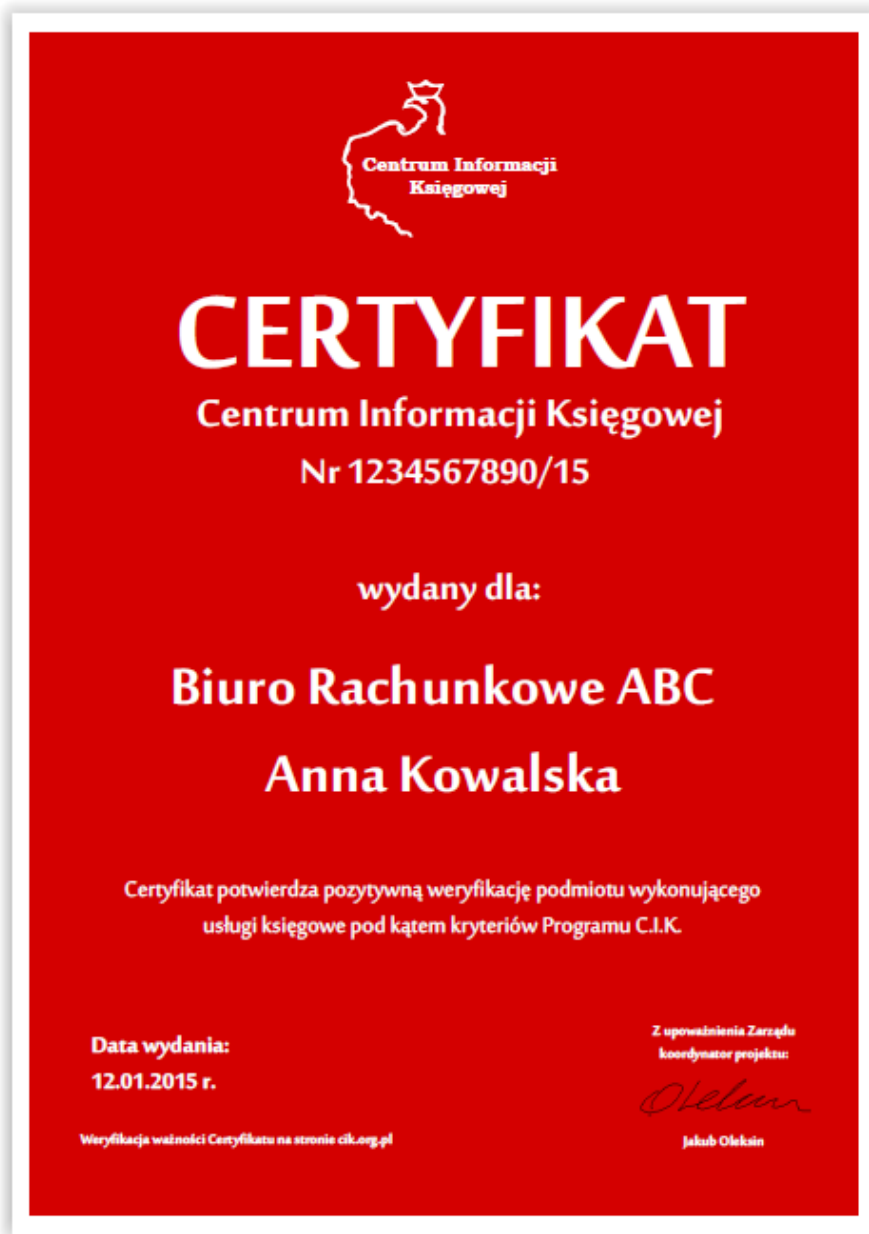 Centrum Informacji
Księgowej
CERTYFIKAT
Centrum Informacji Księgowej
Nr 1234567890/15
wydany dla:
Biuro Rachunkowe ABC
Anna Kowalska
Certyfikat potwierdza pozytywną weryfikację podmiotu wykonującego
usługi księgowe pod kątem kryteriów Programu C.I.K.
Data wydania:
12.01.2015 r.
Weryfikacja ważności Certyfikatu na stronie cik.org.pl
Z upoważnienia Zarządu
koordynator projektu:
Jakub Oleksin